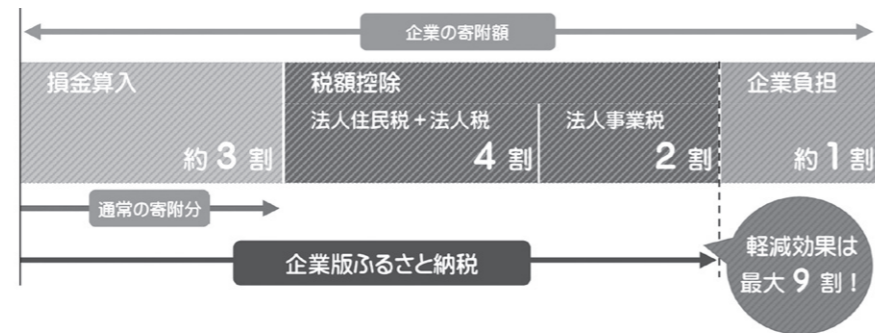 企業の寄附額
損金算入
約3割
税額控除
法人住民税+法人税
4割
法人事業税
2割
企業負担
約1割
通常の寄附分
企業版ふるさと納税
軽減効果は
最大9割!